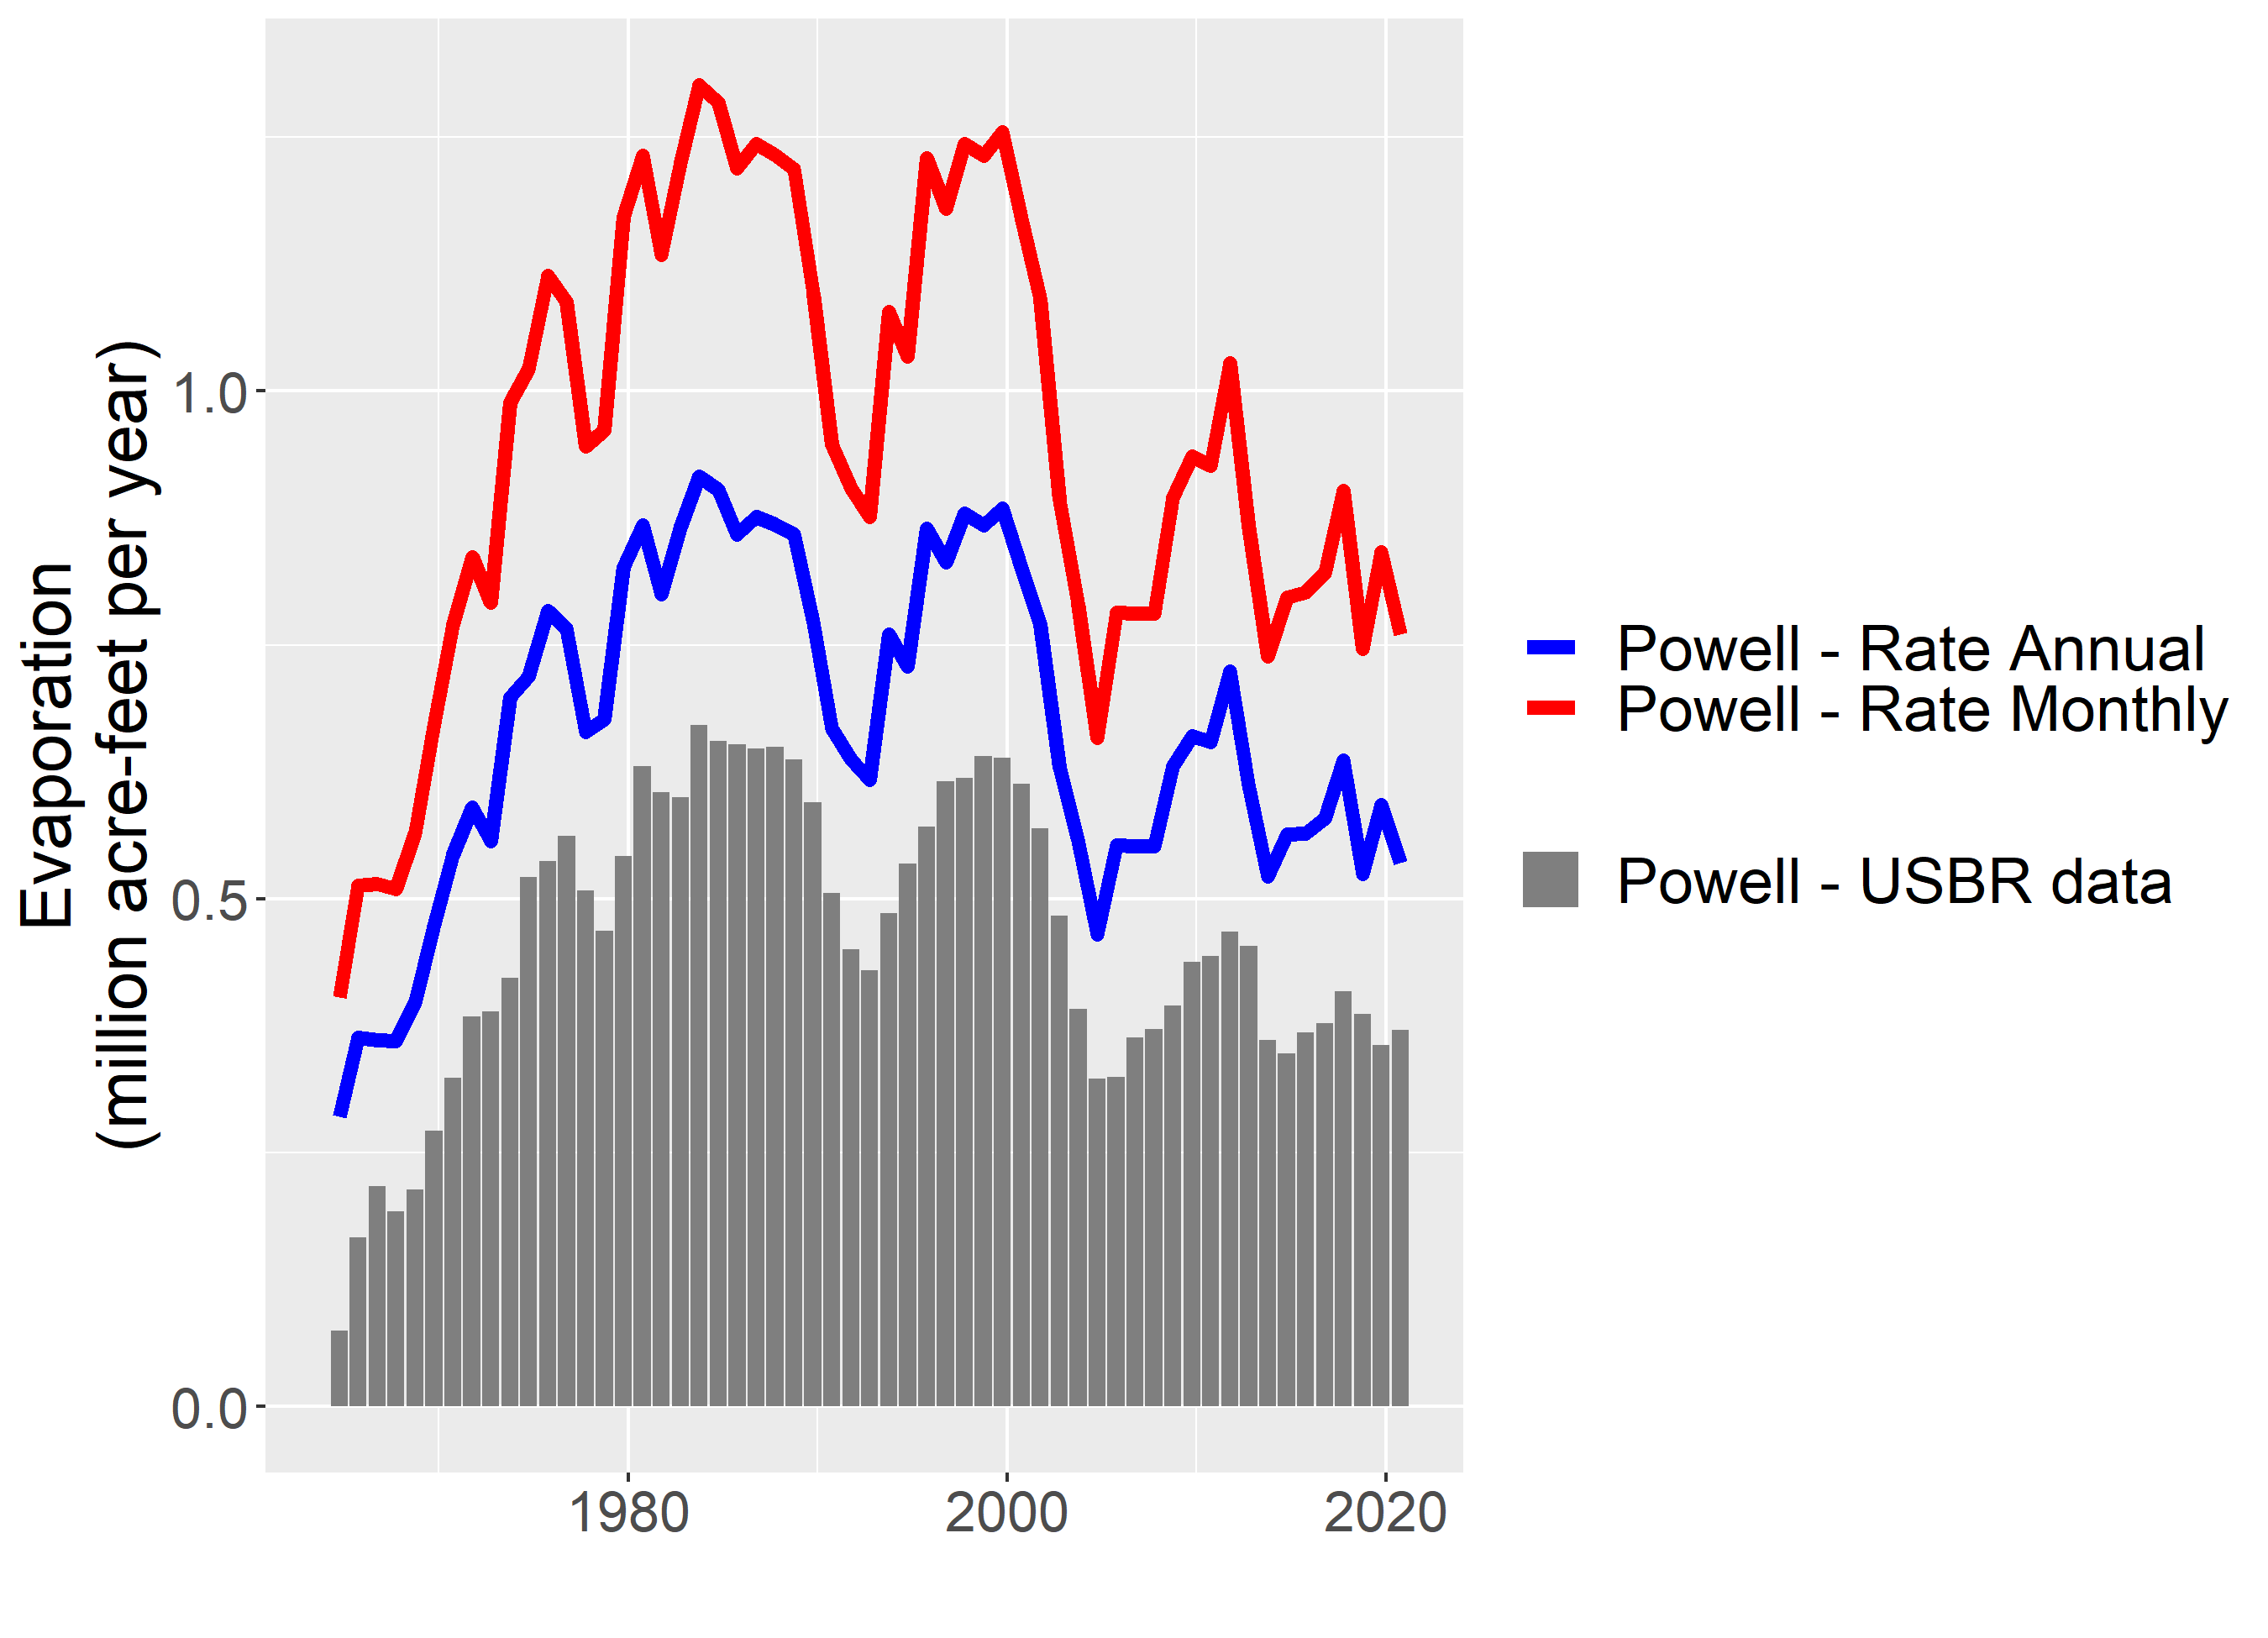 Evaporation
(million acre-feet per year)
1.0
0.5
0.0
1980
2000
2020
Powell - Rate Annual
Powell - Rate Monthly
Powell - USBR data